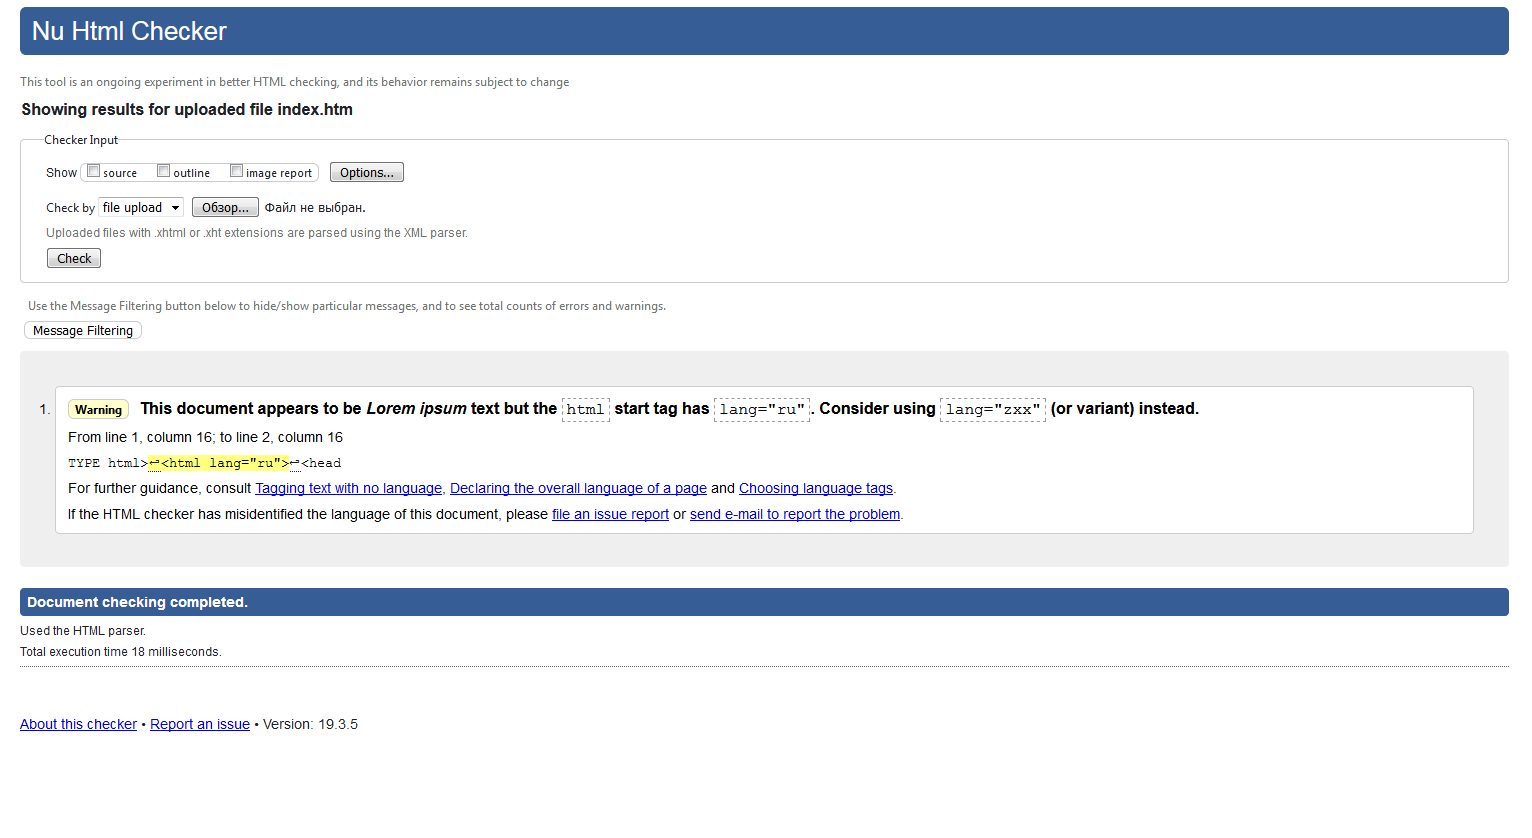 Nu Html Checker
This tool is an ongoing experiment in better HTML checking, and its behavior remains subject to change
Showing results for uploaded file index.htm
Checker Input
Show source outline image report Options...
Check by file upload Обзор... Файл не выбран.
Uploaded files with .xhtml or .xht extensions are parsed using the XML parser.
Check
Use the Message Filtering button below to hide/show particular messages, and to see total counts of errors and warnings.
Message Filtering
1. Warning This document appears to be Lorem ipsum text but the html start tag has lang="ru". Consider using lang="zxx" (or variant) instead.
From line 1, column 16; to line 2, column 16
TYPE html>↩<html lang="ru">↩<head
For further guidance, consult Tagging text with no language, Declaring the overall language of a page and Choosing language tags.
If the HTML checker has misidentified the language of this document, please file an issue report or send e-mail to report the problem.
Document checking completed.
Used the HTML parser.
Total execution time 18 milliseconds.
About this checker • Report an issue • Version: 19.3.5